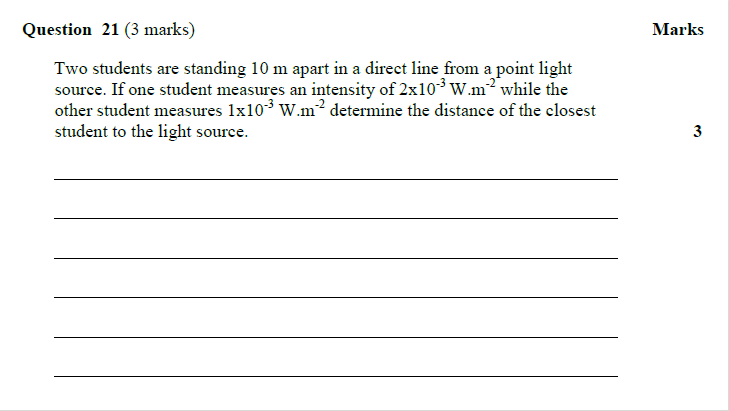 Question 21 (3 marks) Marks
Two students are standing 10 m apart in a direct line from a point light
source. If one student measures an intensity of 2x10⁻³ W.m⁻² while the
other student measures 1x10⁻³ W.m⁻² determine the distance of the closest
student to the light source. 3